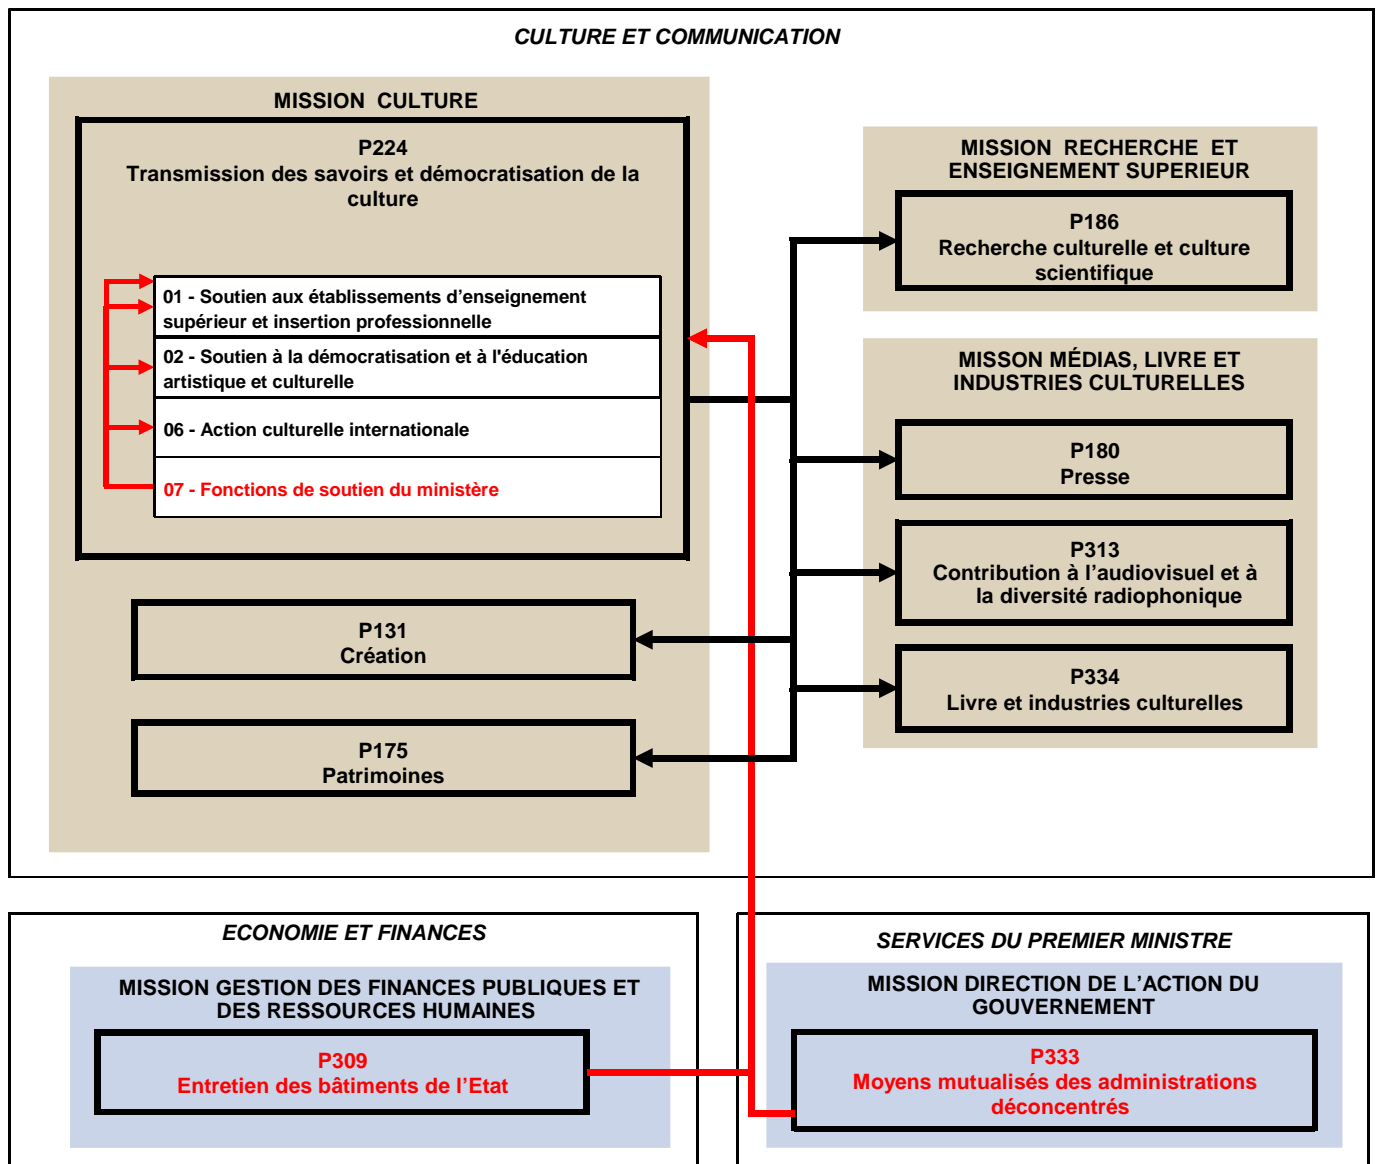 CULTURE ET COMMUNICATION
MISSION CULTURE
P224
Transmission des savoirs et démocratisation de la
culture
01 - Soutien aux établissements d’enseignement
supérieur et insertion professionnelle
02 - Soutien à la démocratisation et à l'éducation
artistique et culturelle
06 - Action culturelle internationale
07 - Fonctions de soutien du ministère
P131
Création
P175
Patrimoines
MISSION RECHERCHE ET
ENSEIGNEMENT SUPERIEUR
P186
Recherche culturelle et culture
scientifique
MISSON MÉDIAS, LIVRE ET
INDUSTRIES CULTURELLES
P180
Presse
P313
Contribution à l’audiovisuel et à
la diversité radiophonique
P334
Livre et industries culturelles
ECONOMIE ET FINANCES
MISSION GESTION DES FINANCES PUBLIQUES ET
DES RESSOURCES HUMAINES
P309
Entretien des bâtiments de l’Etat
SERVICES DU PREMIER MINISTRE
MISSION DIRECTION DE L’ACTION DU
GOUVERNEMENT
P333
Moyens mutualisés des administrations
déconcentrés